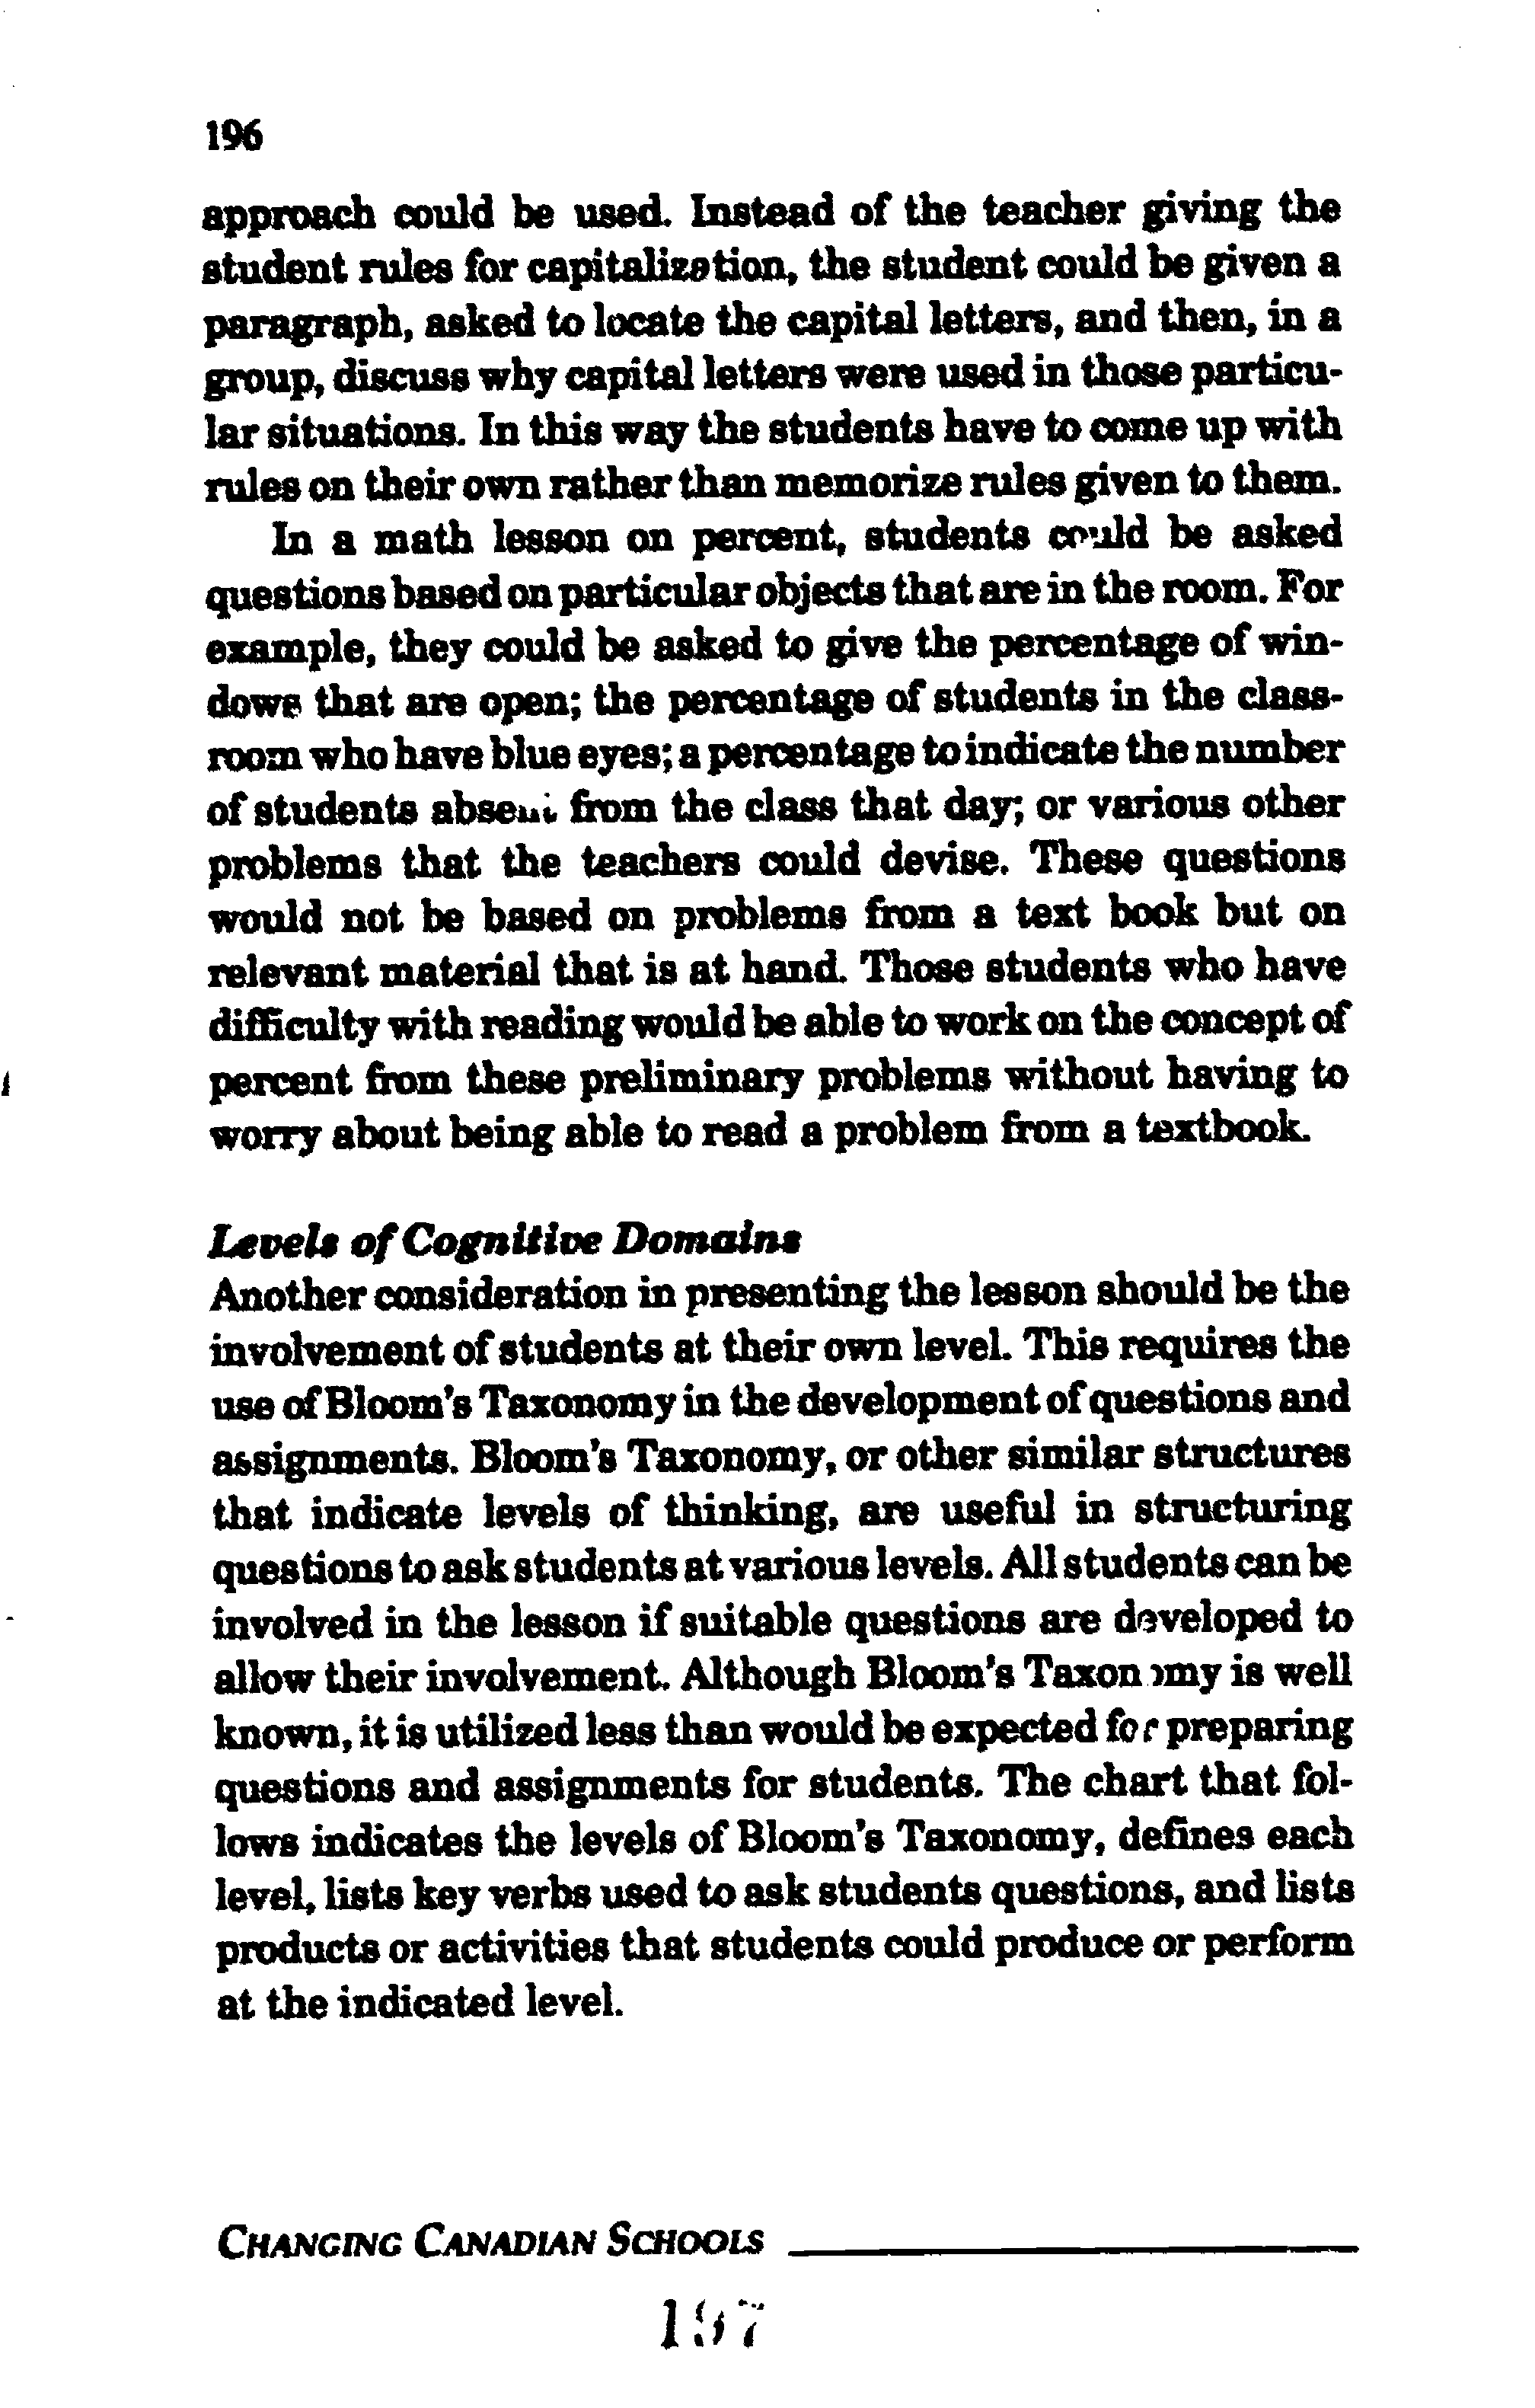 196
approach could be used. Instead of the teacher giving the
student rules for capitalization, the student could be given a
paragraph, asked to locate the capital letters, and then, in a
group, discuss why capital letters were used in those particu-
lar situations. In this way the students have to come up with
rules on their own rather than memorize rules given to them.
In a math lesson on percent, students could be asked
questions based on particular objects that are in the room. For
example, they could be asked to give the percentage of win-
dows that are open; the percentage of students in the class-
room who have blue eyes; a percentage to indicate the number
of students absent from the class that day; or various other
problems that the teachers could devise. These questions
would not be based on problems from a text book but on
relevant material that is at hand. Those students who have
difficulty with reading would be able to work on the concept of
percent from these preliminary problems without having to
worry about being able to read a problem from a textbook.
Levels of Cognitive Domains
Another consideration in presenting the lesson should be the
involvement of students at their own level. This requires the
use of Bloom's Taxonomy in the development of questions and
assignments. Bloom's Taxonomy, or other similar structures
that indicate levels of thinking, are useful in structuring
questions to ask students at various levels. All students can be
involved in the lesson if suitable questions are developed to
allow their involvement. Although Bloom's Taxonomy is well
known, it is utilized less than would be expected for preparing
questions and assignments for students. The chart that fol-
lows indicates the levels of Bloom's Taxonomy, defines each
level, lists key verbs used to ask students questions, and lists
products or activities that students could produce or perform
at the indicated level.
CHANGING CANADIAN SCHOOLS
197